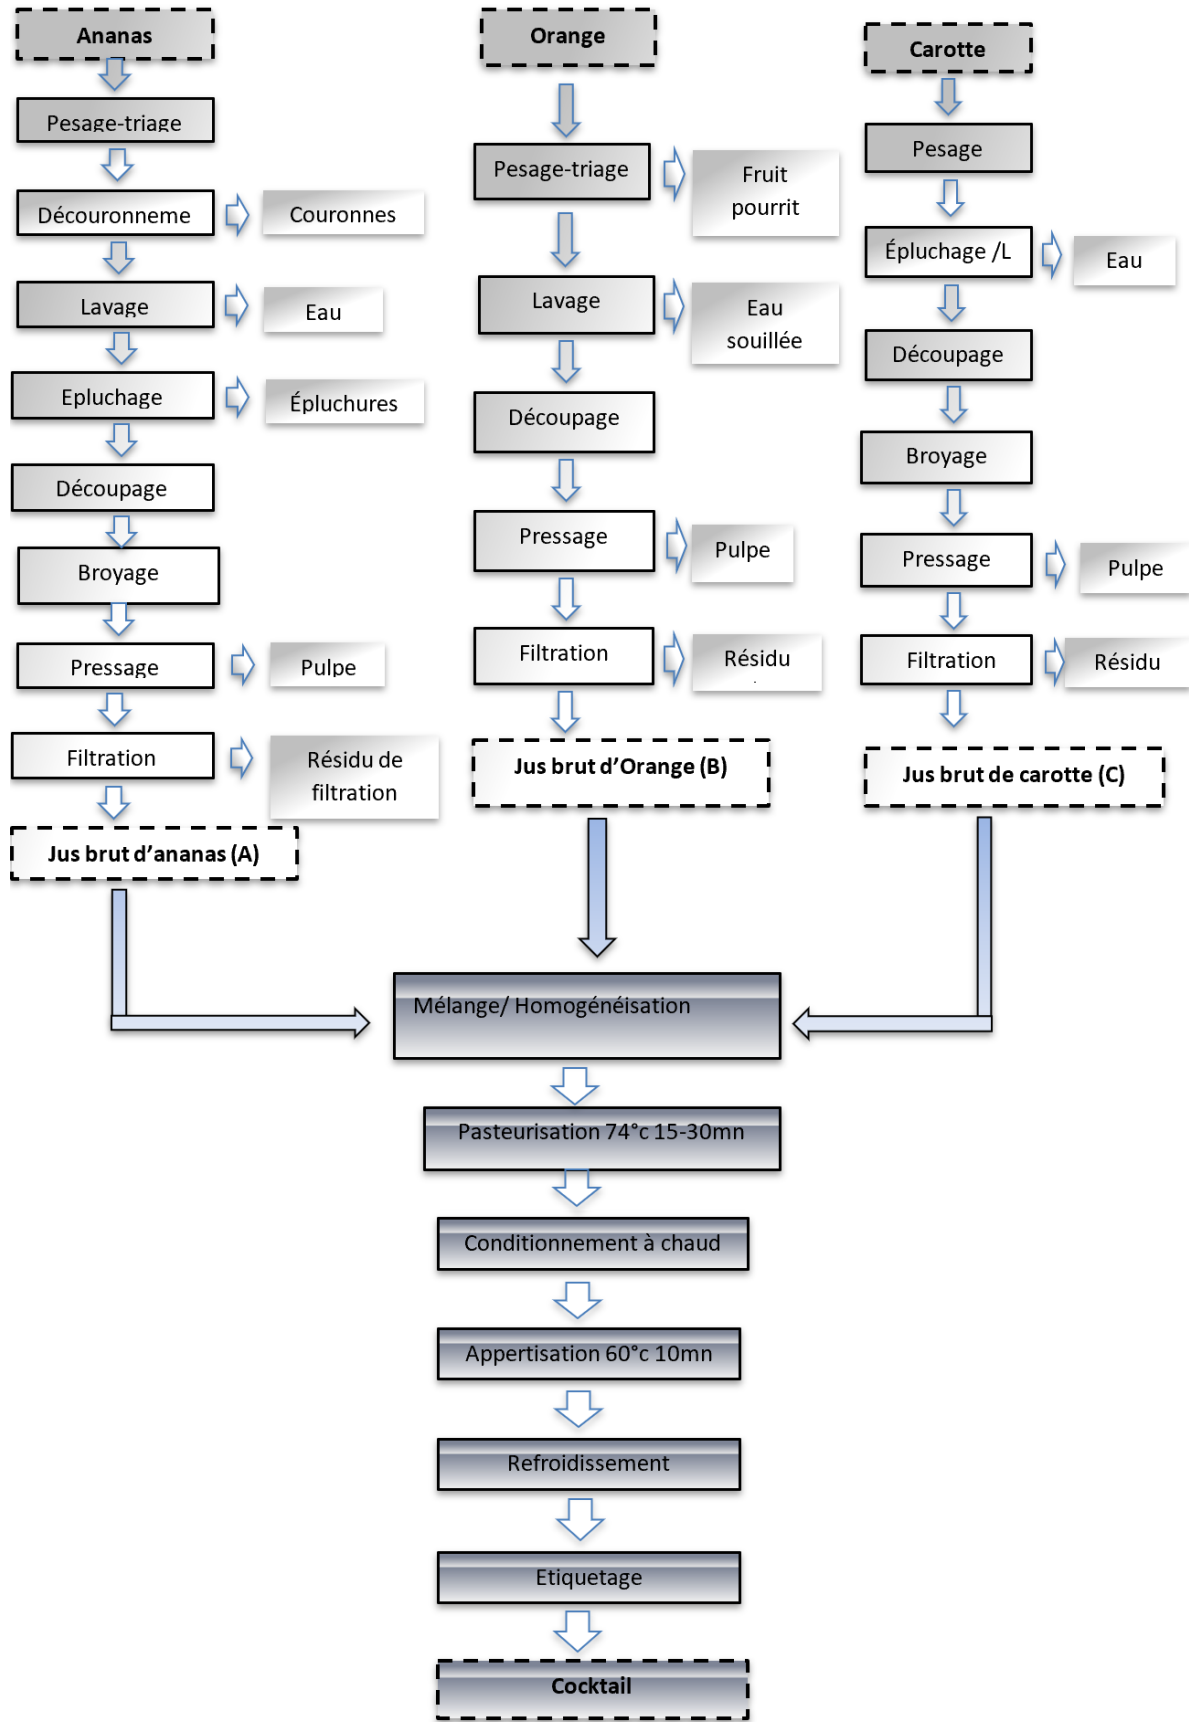 Ananas
Pesage-triage
Découronneme
Couronnes
Lavage
Eau
Epluchage
Épluchures
Découpage
Broyage
Pressage
Pulpe
Filtration
Résidu de
filtration
Jus brut d'ananas (A)
Orange
Pesage-triage
Fruit
pourrit
Lavage
Eau
souillée
Découpage
Pressage
Pulpe
Filtration
Résidu
Jus brut d'Orange (B)
Carotte
Pesage
Épluchage /L
Eau
Découpage
Broyage
Pressage
Pulpe
Filtration
Résidu
Jus brut de carotte (C)
Mélange/ Homogénéisation
Pasteurisation 74°c 15-30mn
Conditionnement à chaud
Appertisation 60°c 10mn
Refroidissement
Etiquetage
Cocktail